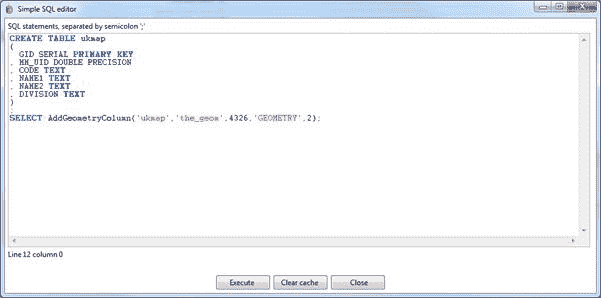 Simple SQL editor
SQL statements, separated by semicolon ';'
CREATE TABLE ukmap
(
GID SERIAL PRIMARY KEY
, MM_UID DOUBLE PRECISION
, CODE TEXT
, NAME1 TEXT
, NAME2 TEXT
, DIVISION TEXT
)
;
SELECT AddGeometryColumn('ukmap','the_geom',4326,'GEOMETRY',2);
Line 12 column 0
Execute Clear cache Close